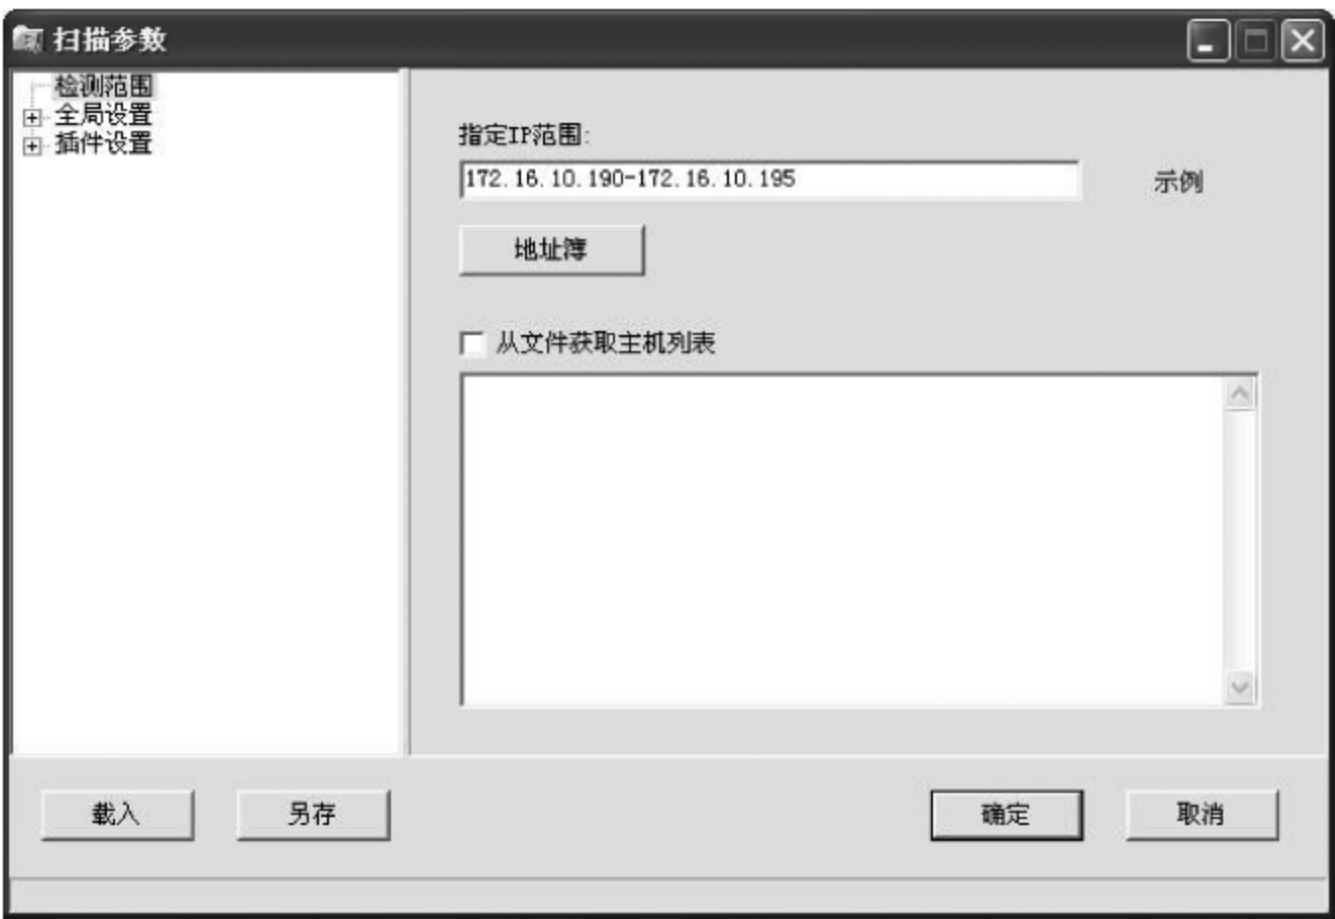 扫描参数
检测范围
全局设置
插件设置
指定IP范围:
172.16.10.190-172.16.10.195
示例
地址簿
从文件获取主机列表
载入
另存
确定
取消